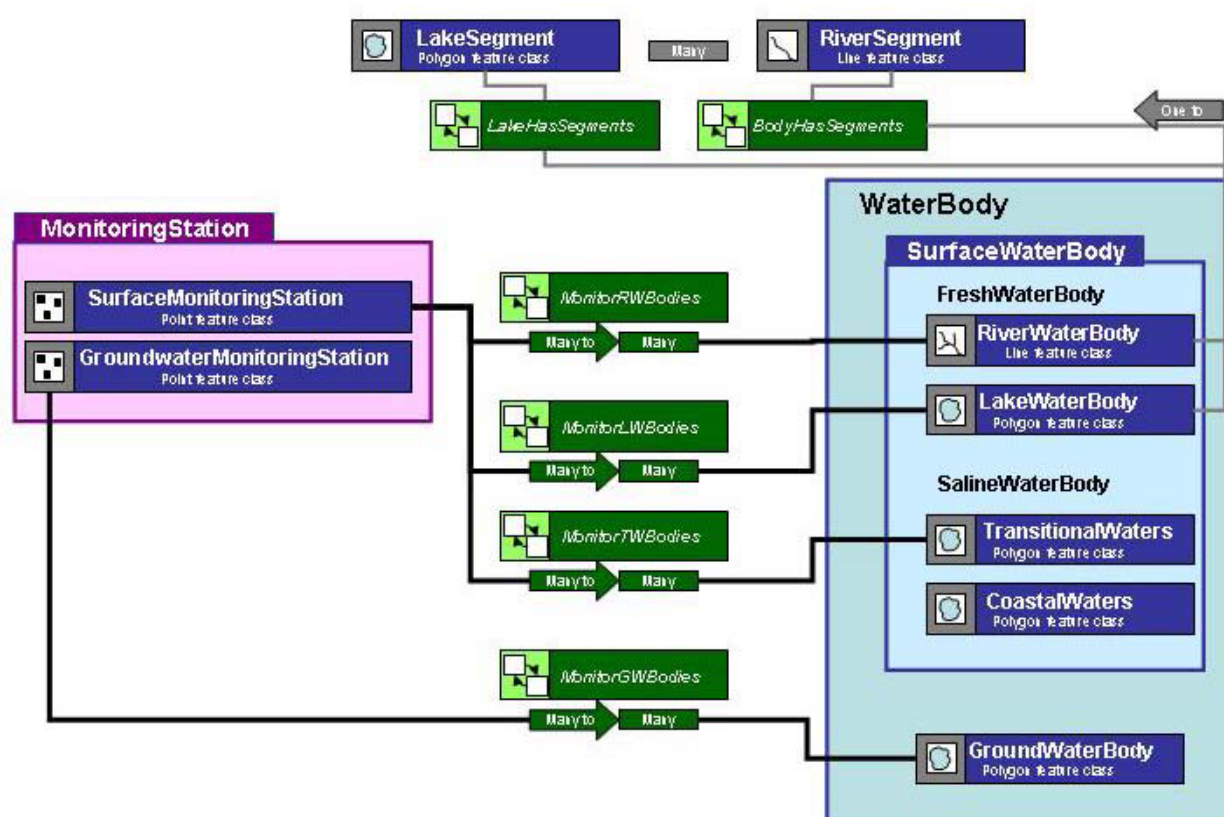 LakeSegment
Polygon feature class
Many
RiverSegment
Line feature class
One to
LakeHasSegments
BodyHasSegments
WaterBody
MonitoringStation
SurfaceWaterBody
SurfaceMonitoringStation
Point feature class
MonitorRWBodies
Many to
Many
FreshWaterBody
RiverWaterBody
Line feature class
GroundwaterMonitoringStation
Point feature class
LakeWaterBody
Polygon feature class
MonitorLWBodies
Many to
Many
SalineWaterBody
MonitorTWBodies
Many to
Many
TransitionalWaters
Polygon feature class
CoastalWaters
Polygon feature class
MonitorGWBodies
Many to
Many
GroundWaterBody
Polygon feature class